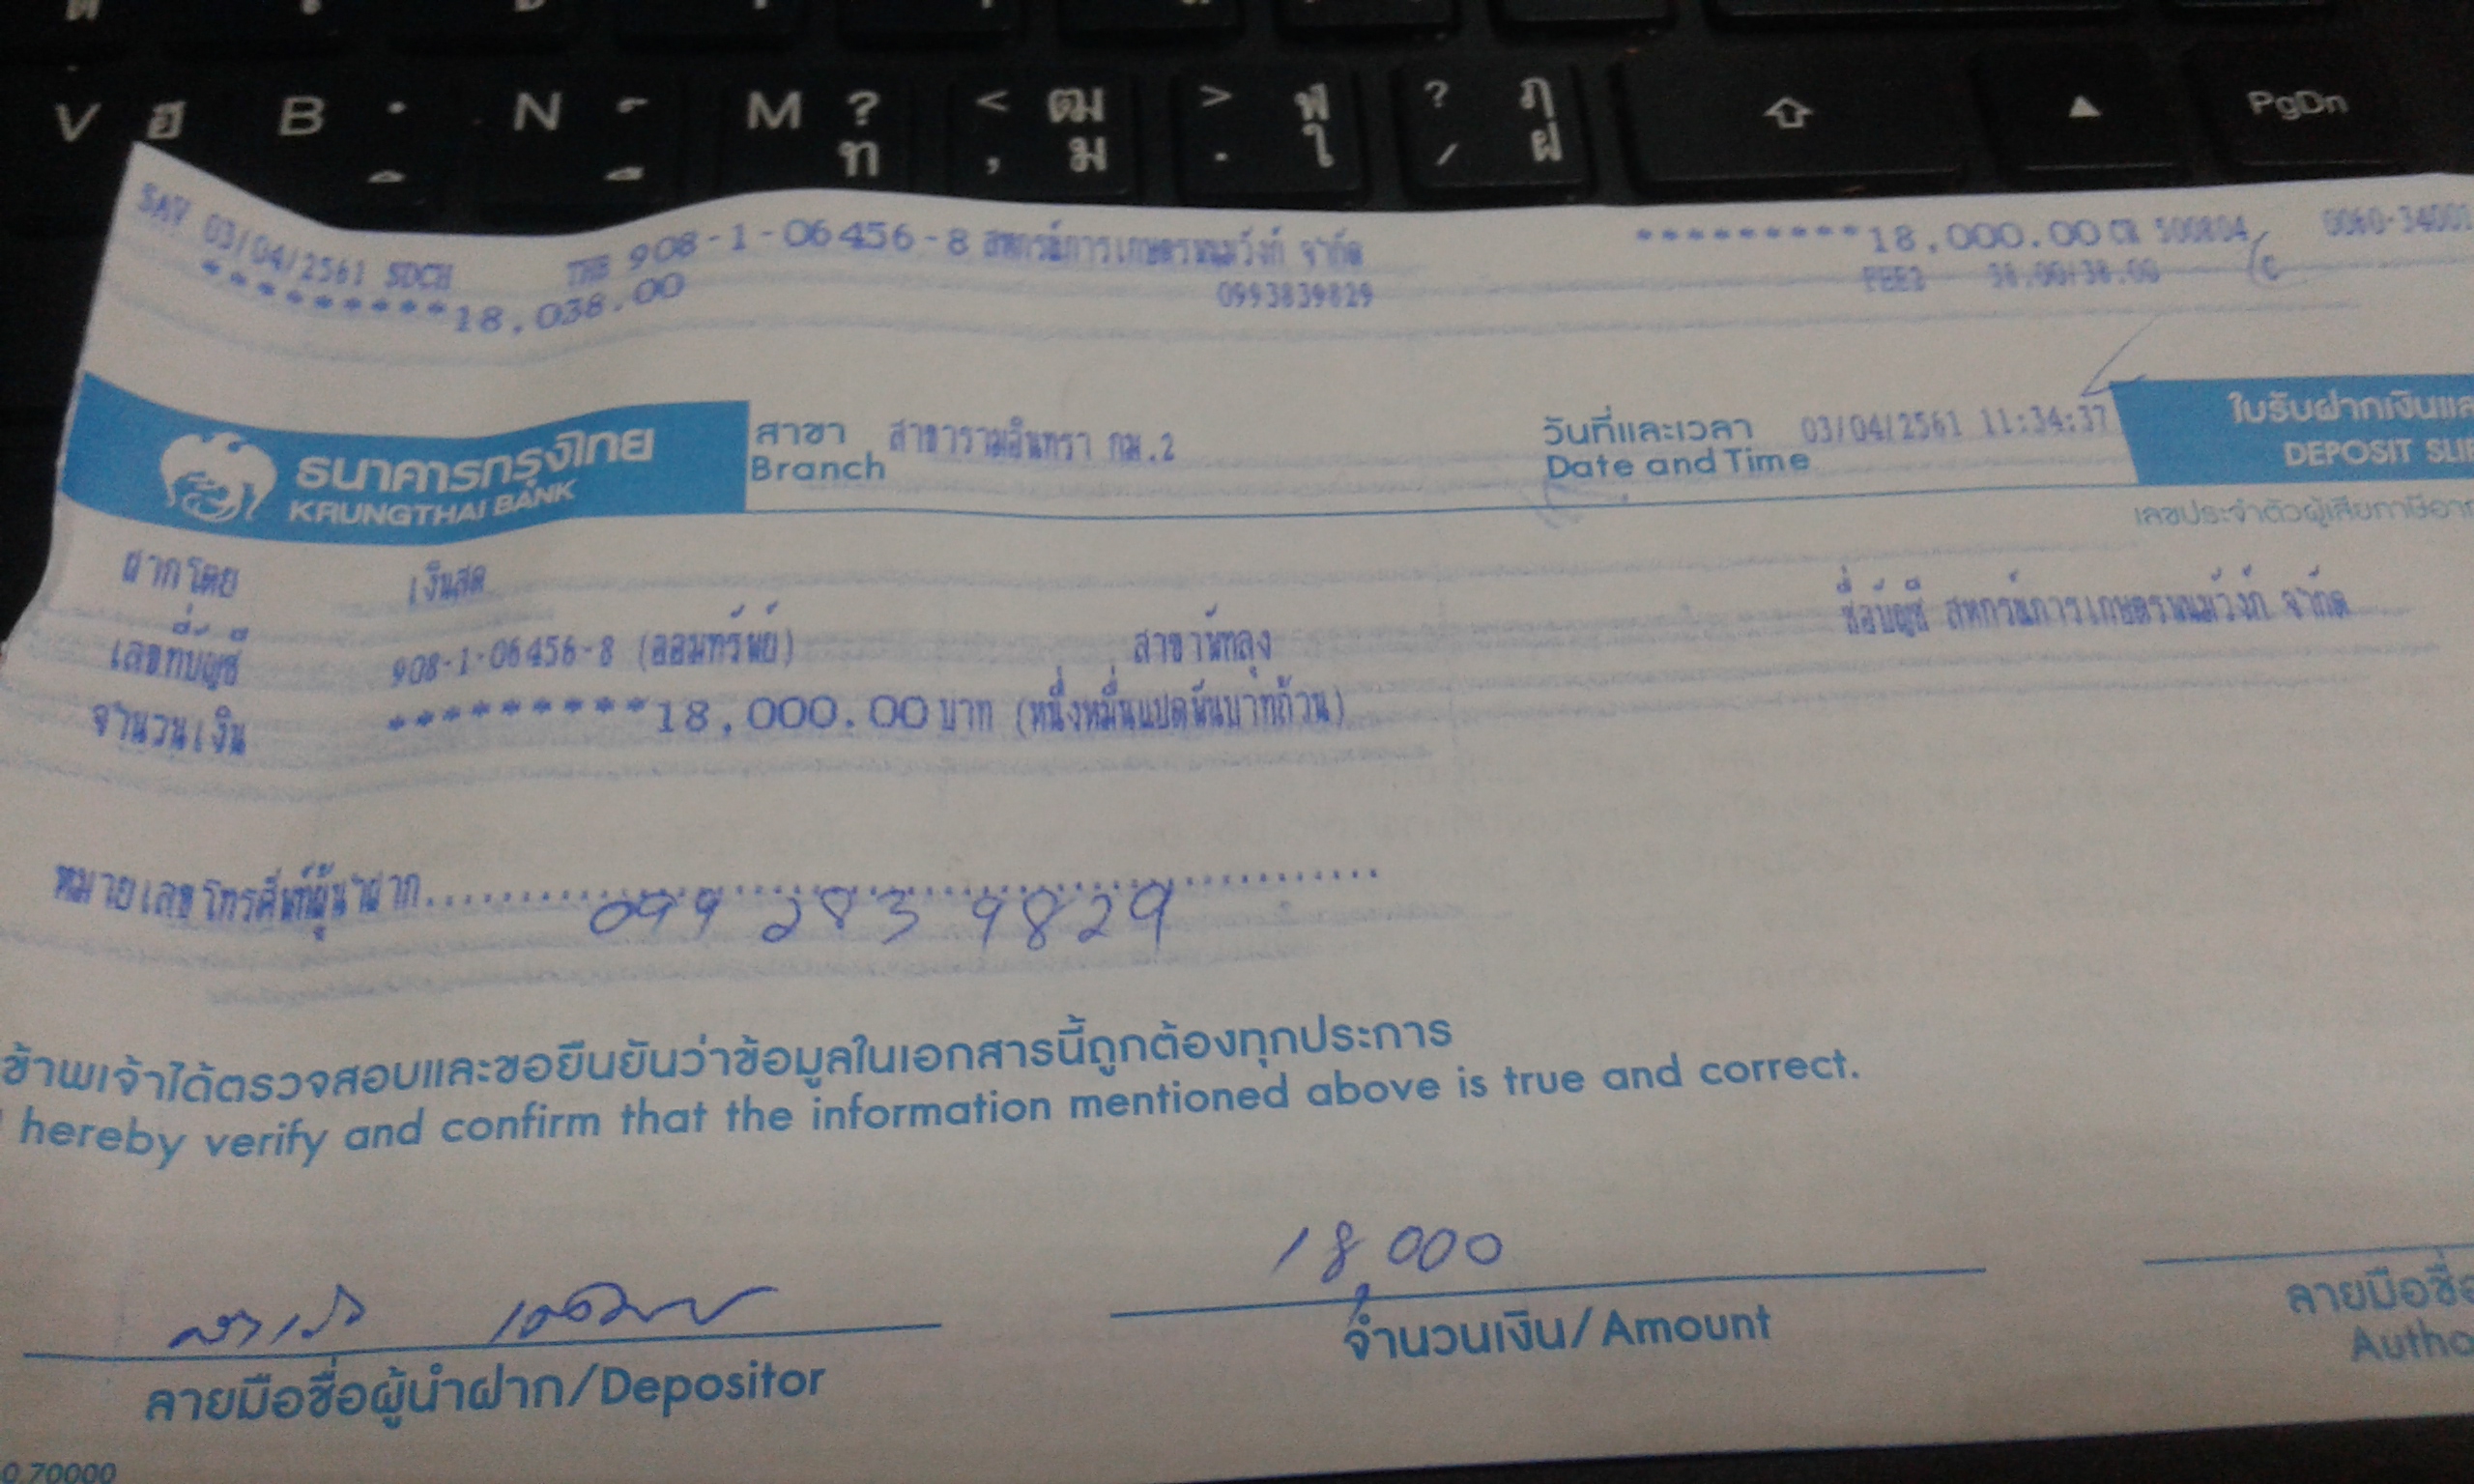 V ฮ B N M ? ท < ฒ , ม > ฬ . ใ ? ฦ / ฝ PgDn
SAV 03/04/2561 SDCH THB 908-1-06456-8 สหกรณ์การเกษตรพนมวังก์ จำกัด *********18,000.00 CR 500804 0060-34001
*********18,038.00 0993839829 FEE2 38.00/38.00
ธนาคารกรุงไทย
KRUNGTHAI BANK
สาขา สาขารามอินทรา กม.2
Branch
วันที่และเวลา 03/04/2561 11:34:37
Date and Time
ใบรับฝากเงินและ
DEPOSIT SLIP
เลขประจำตัวผู้เสียภาษีอาก
ฝากโดย เงินสด
เลขที่บัญชี 908-1-06456-8 (ออมทรัพย์) สาขาพัทลุง ชื่อบัญชี สหกรณ์การเกษตรพนมวังก์ จำกัด
จำนวนเงิน *********18,000.00 บาท (หนึ่งหมื่นแปดพันบาทถ้วน)
หมายเลขโทรศัพท์ผู้นำฝาก........................................
099 283 9829
ข้าพเจ้าได้ตรวจสอบและขอยืนยันว่าข้อมูลในเอกสารนี้ถูกต้องทุกประการ
hereby verify and confirm that the information mentioned above is true and correct.
18,000
ลายมือชื่อผู้นำฝาก/Depositor
จำนวนเงิน/Amount
ลายมือชื่อ
Autho
0.70000